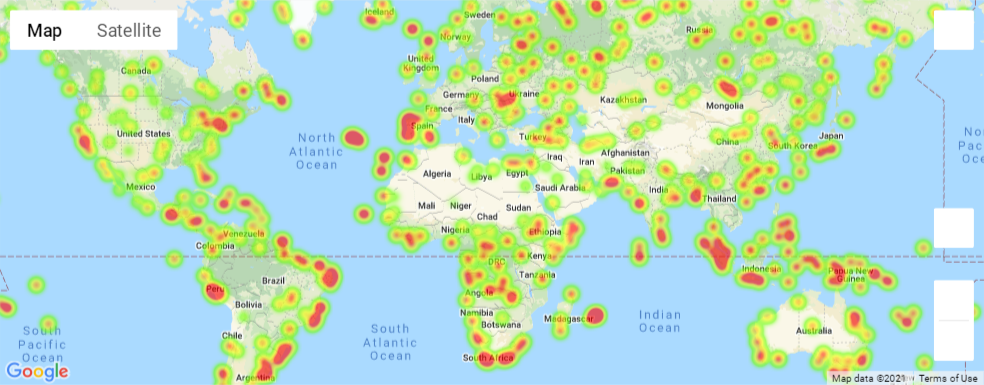 Map Satellite
Iceland
Sweden
Norway
Russia
Canada
United
Kingdom
Poland
Germany
Ukraine
Kazakhstan
Mongolia
France
Italy
Spain
United States
North
Atlantic
Ocean
Turkey
China
Japan
South Korea
Iraq
Iran
Afghanistan
Pakistan
Algeria
Libya
Egypt
Saudi Arabia
Mexico
India
Thailand
Mali
Niger
Chad
Sudan
Nigeria
Ethiopia
Venezuela
Colombia
DRC
Kenya
Tanzania
Indonesia
Papua New
Guinea
Brazil
Peru
Bolivia
Angola
Namibia
Botswana
Madagascar
Indian
Ocean
Australia
South
Pacific
Ocean
Chile
South
Atlantic
Ocean
South Africa
Argentina
Google
Map data ©2021
Terms of Use